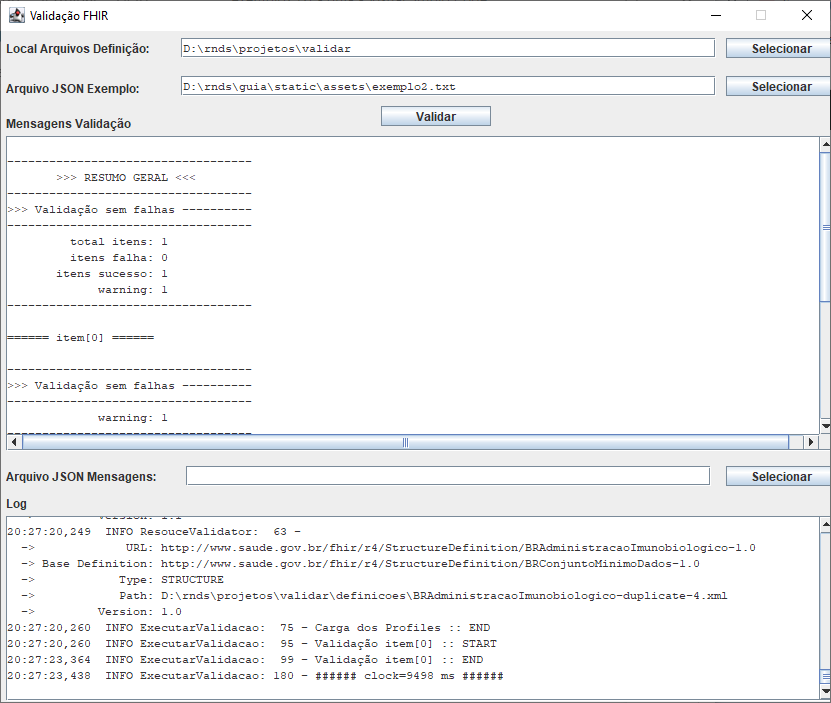 Validação FHIR
Local Arquivos Definição: D:\rnds\projetos\validar Selecionar
Arquivo JSON Exemplo: D:\rnds\guia\static\assets\exemplo2.txt Selecionar
Validar
Mensagens Validação
-----------------------------------
>>> RESUMO GERAL <<<
-----------------------------------
>>> Validação sem falhas ----------
-----------------------------------
total itens: 1
itens falha: 0
itens sucesso: 1
warning: 1
-----------------------------------
====== item[0] ======
-----------------------------------
>>> Validação sem falhas ----------
-----------------------------------
warning: 1
-----------------------------------
Arquivo JSON Mensagens: Selecionar
Log
-> Version: 1.1
20:27:20,249 INFO ResouceValidator: 63 -
-> URL: http://www.saude.gov.br/fhir/r4/StructureDefinition/BRAdministracaoImunobiologico-1.0
-> Base Definition: http://www.saude.gov.br/fhir/r4/StructureDefinition/BRConjuntoMinimoDados-1.0
-> Type: STRUCTURE
-> Path: D:\rnds\projetos\validar\definicoes\BRAdministracaoImunobiologico-duplicate-4.xml
-> Version: 1.0
20:27:20,260 INFO ExecutarValidacao: 75 - Carga dos Profiles :: END
20:27:20,260 INFO ExecutarValidacao: 95 - Validação item[0] :: START
20:27:23,364 INFO ExecutarValidacao: 99 - Validação item[0] :: END
20:27:23,438 INFO ExecutarValidacao: 180 - ###### clock=9498 ms ######